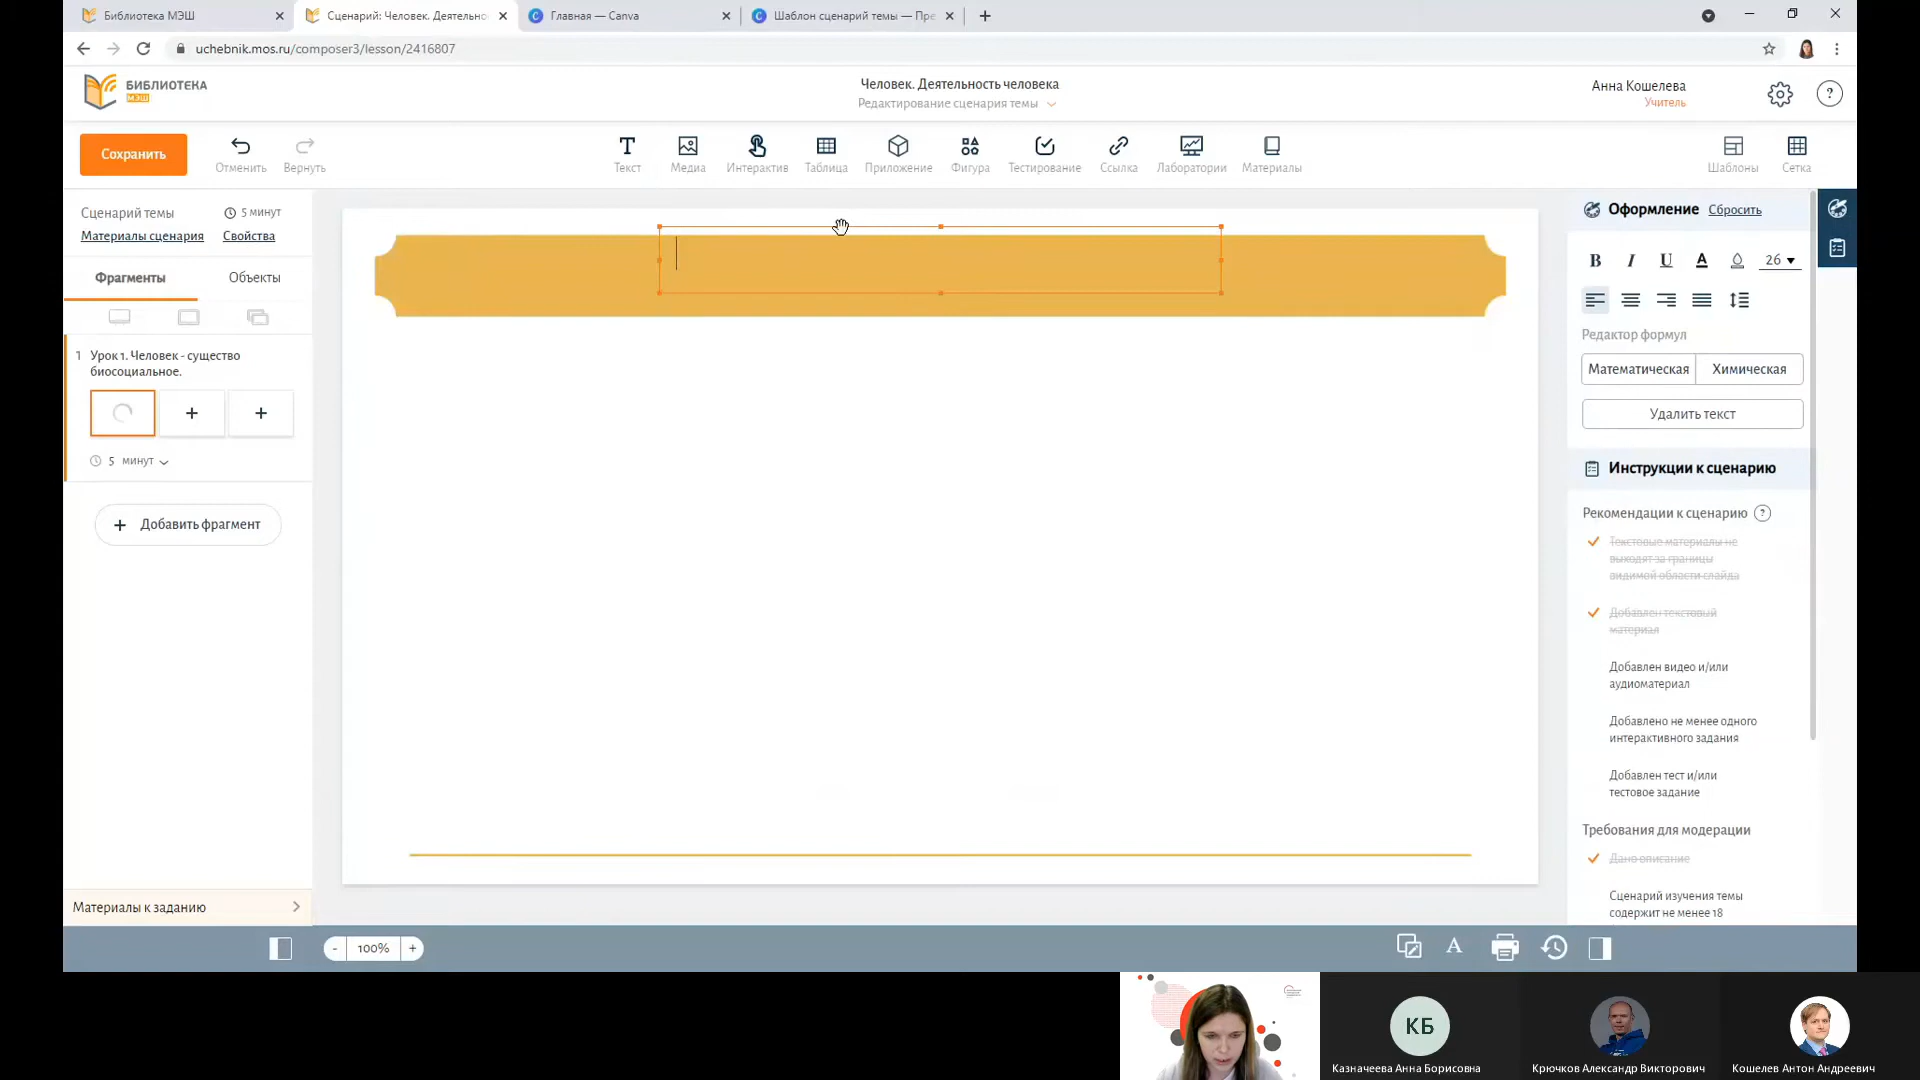 Библиотека МЭШ
Сценарий: Человек. Деятельно
Главная — Canva
Шаблон сценарий темы — Пре
uchebnik.mos.ru/composer3/lesson/2416807
БИБЛИОТЕКА
МЭШ
Человек. Деятельность человека
Редактирование сценария темы
Анна Кошелева
Учитель
?
Сохранить
Отменить
Вернуть
Текст
Медиа
Интерактив
Таблица
Приложение
Фигура
Тестирование
Ссылка
Лаборатории
Материалы
Шаблоны
Сетка
Сценарий темы
5 минут
Материалы сценария
Свойства
Фрагменты
Объекты
1 Урок 1. Человек - существо
биосоциальное.
5 минут
Добавить фрагмент
Материалы к заданию
- 100% +
Оформление Сбросить
B I U A 26
Редактор формул
Математическая
Химическая
Удалить текст
Инструкции к сценарию
Рекомендации к сценарию ?
Текстовые материалы не
выходят за границы
видимой области слайда
Добавлен текстовый
материал
Добавлен видео и/или
аудиоматериал
Добавлено не менее одного
интерактивного задания
Добавлен тест и/или
тестовое задание
Требования для модерации
Дано описание
Сценарий изучения темы
содержит не менее 18
A
КБ
Казначеева Анна Борисовна
Крючков Александр Викторович
Кошелев Антон Андреевич